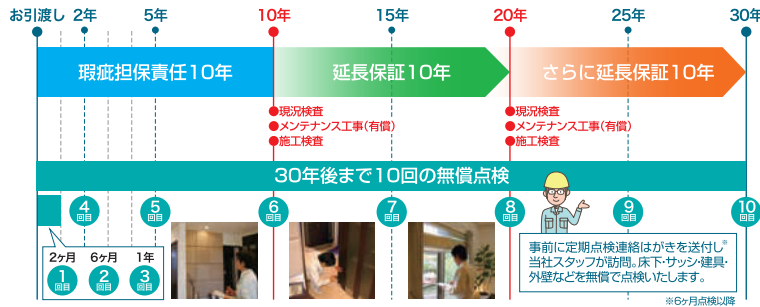 お引渡し 2年 5年 10年 15年 20年 25年 30年
瑕疵担保責任10年 延長保証10年 さらに延長保証10年
●現況検査
●メンテナンス工事（有償）
●施工検査
●現況検査
●メンテナンス工事（有償）
●施工検査
30年後まで10回の無償点検
4回目 5回目 6回目 7回目 8回目 9回目 10回目
2ヶ月 6ヶ月 1年
1回目 2回目 3回目
事前に定期点検連絡はがきを送付し※
当社スタッフが訪問。床下・サッシ・建具・
外壁などを無償で点検いたします。
※6ヶ月点検以降